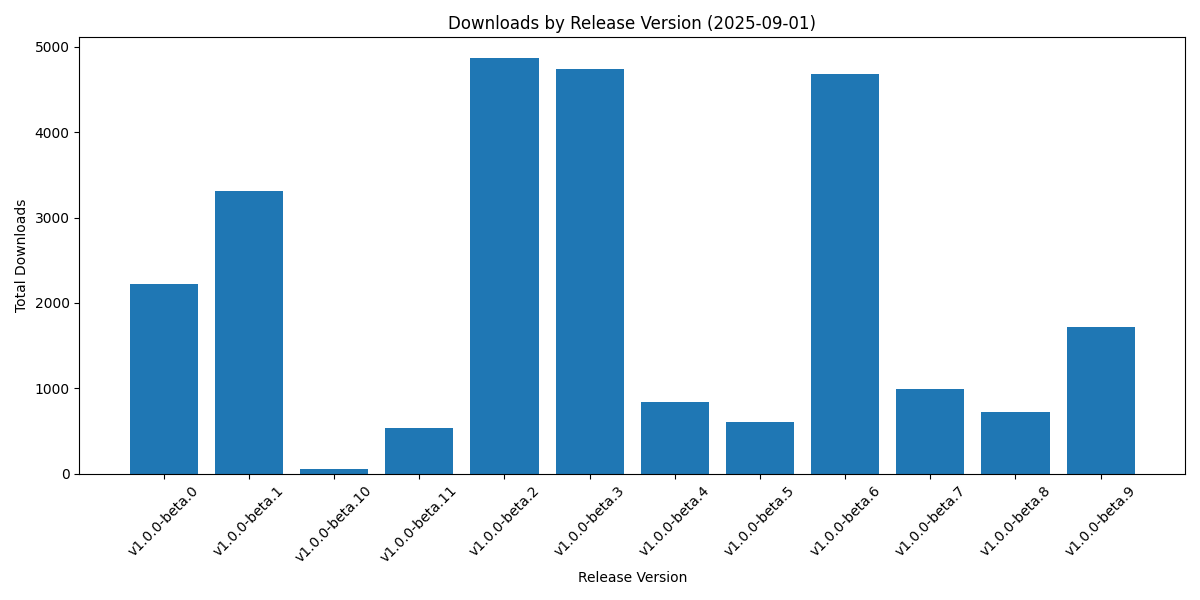 Downloads by Release Version (2025-09-01)
Total Downloads
5000
4000
3000
2000
1000
0
v1.0.0-beta.0
v1.0.0-beta.1
v1.0.0-beta.10
v1.0.0-beta.11
v1.0.0-beta.2
v1.0.0-beta.3
v1.0.0-beta.4
v1.0.0-beta.5
v1.0.0-beta.6
v1.0.0-beta.7
v1.0.0-beta.8
v1.0.0-beta.9
Release Version